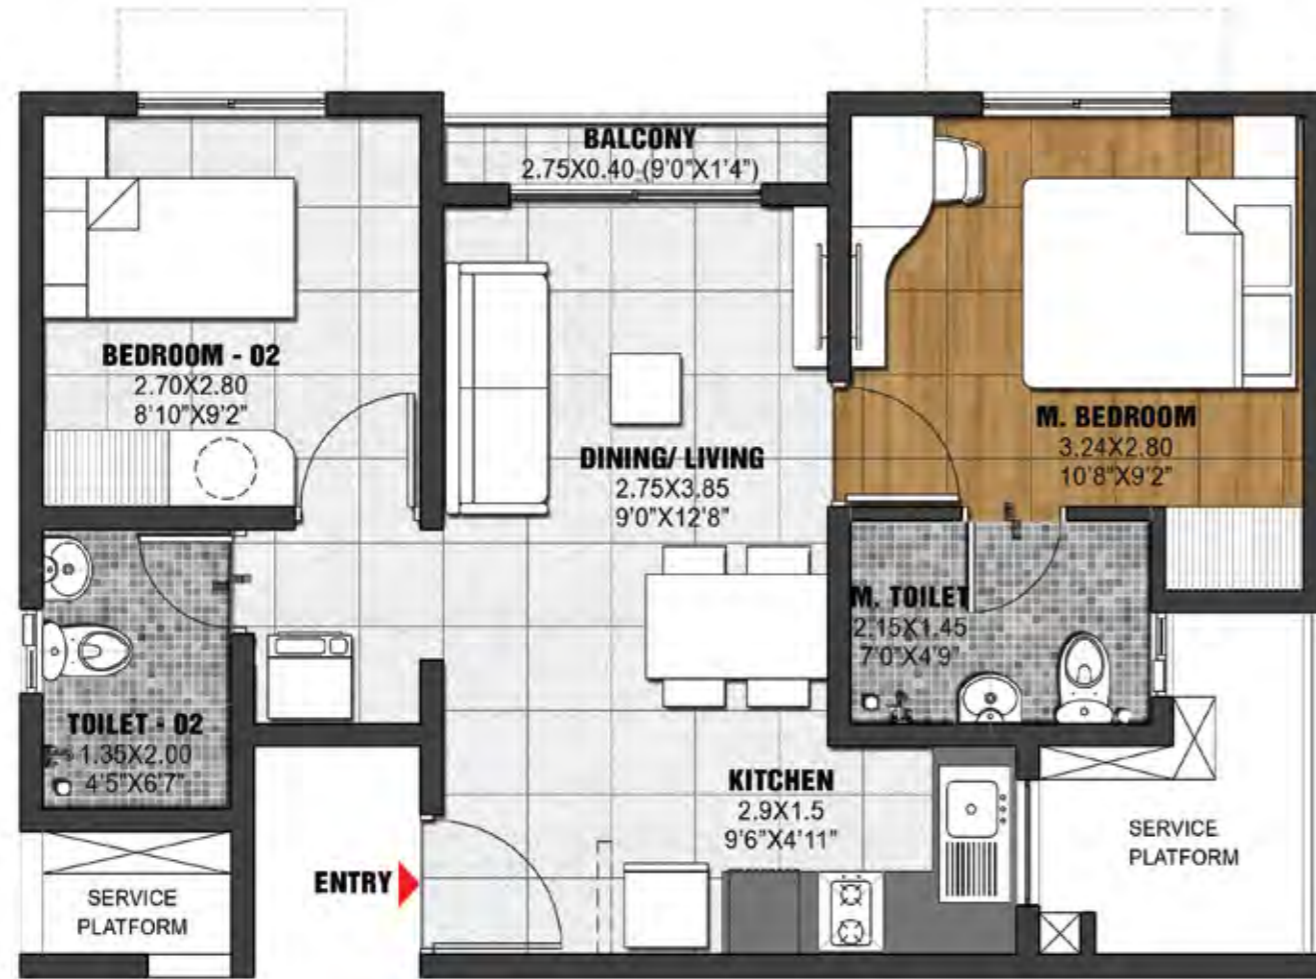 BALCONY
2.75X0.40 (9'0"X1'4")
BEDROOM - 02
2.70X2.80
8'10"X9'2"
DINING/ LIVING
2.75X3.85
9'0"X12'8"
M. BEDROOM
3.24X2.80
10'8"X9'2"
M. TOILET
2.15X1.45
7'0"X4'9"
TOILET - 02
1.35X2.00
4'5"X6'7"
KITCHEN
2.9X1.5
9'6"X4'11"
SERVICE
PLATFORM
ENTRY
SERVICE
PLATFORM